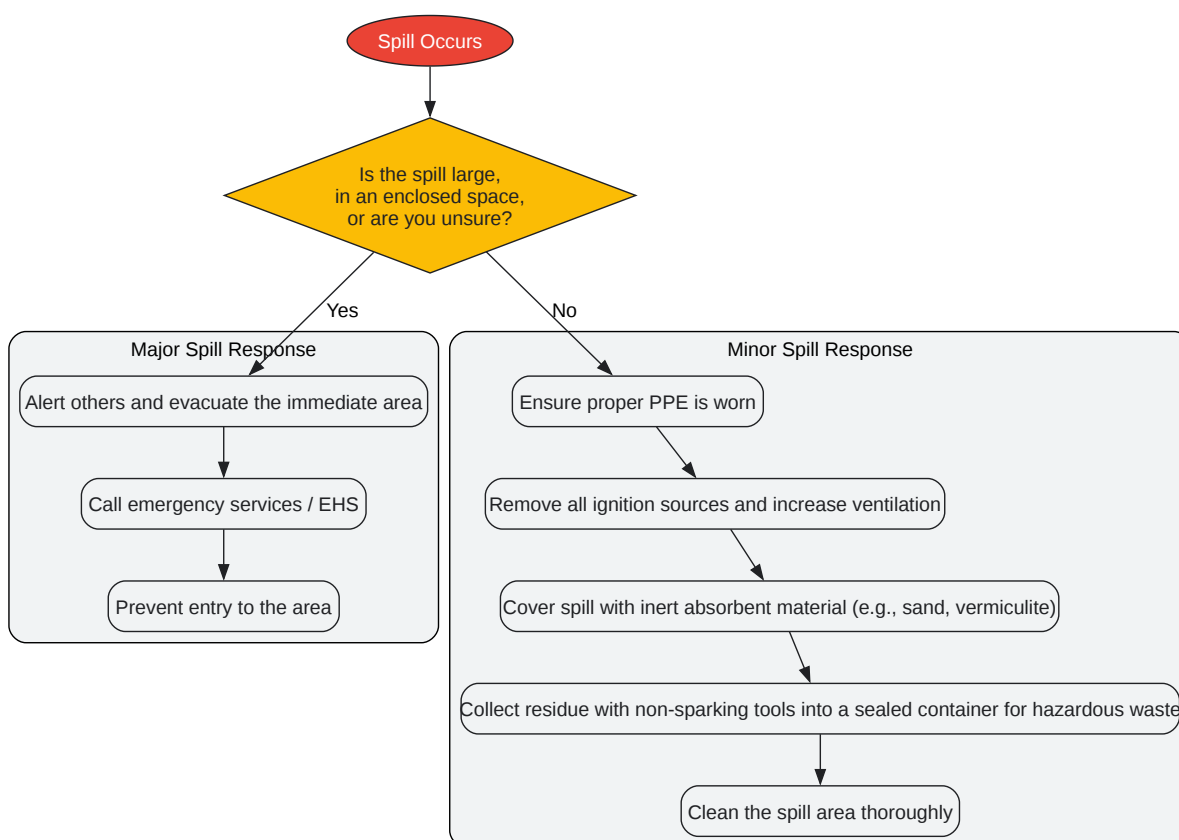 Spill Occurs
Is the spill large,
in an enclosed space,
or are you unsure?
Yes
No
Major Spill Response
Alert others and evacuate the immediate area
Call emergency services / EHS
Prevent entry to the area
Minor Spill Response
Ensure proper PPE is worn
Remove all ignition sources and increase ventilation
Cover spill with inert absorbent material (e.g., sand, vermiculite)
Collect residue with non-sparking tools into a sealed container for hazardous waste
Clean the spill area thoroughly